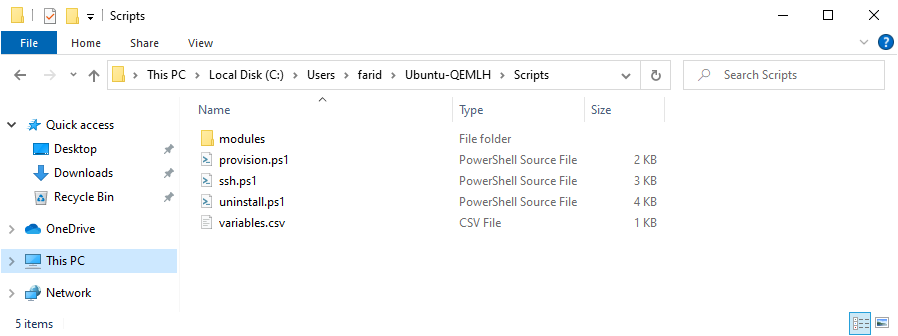 Scripts
File Home Share View
This PC Local Disk (C:) Users farid Ubuntu-QEMLH Scripts Search Scripts
Name Type Size
Quick access
Desktop
Downloads
Recycle Bin
OneDrive
This PC
Network
modules File folder
provision.ps1 PowerShell Source File 2 KB
ssh.ps1 PowerShell Source File 3 KB
uninstall.ps1 PowerShell Source File 4 KB
variables.csv CSV File 1 KB
5 items